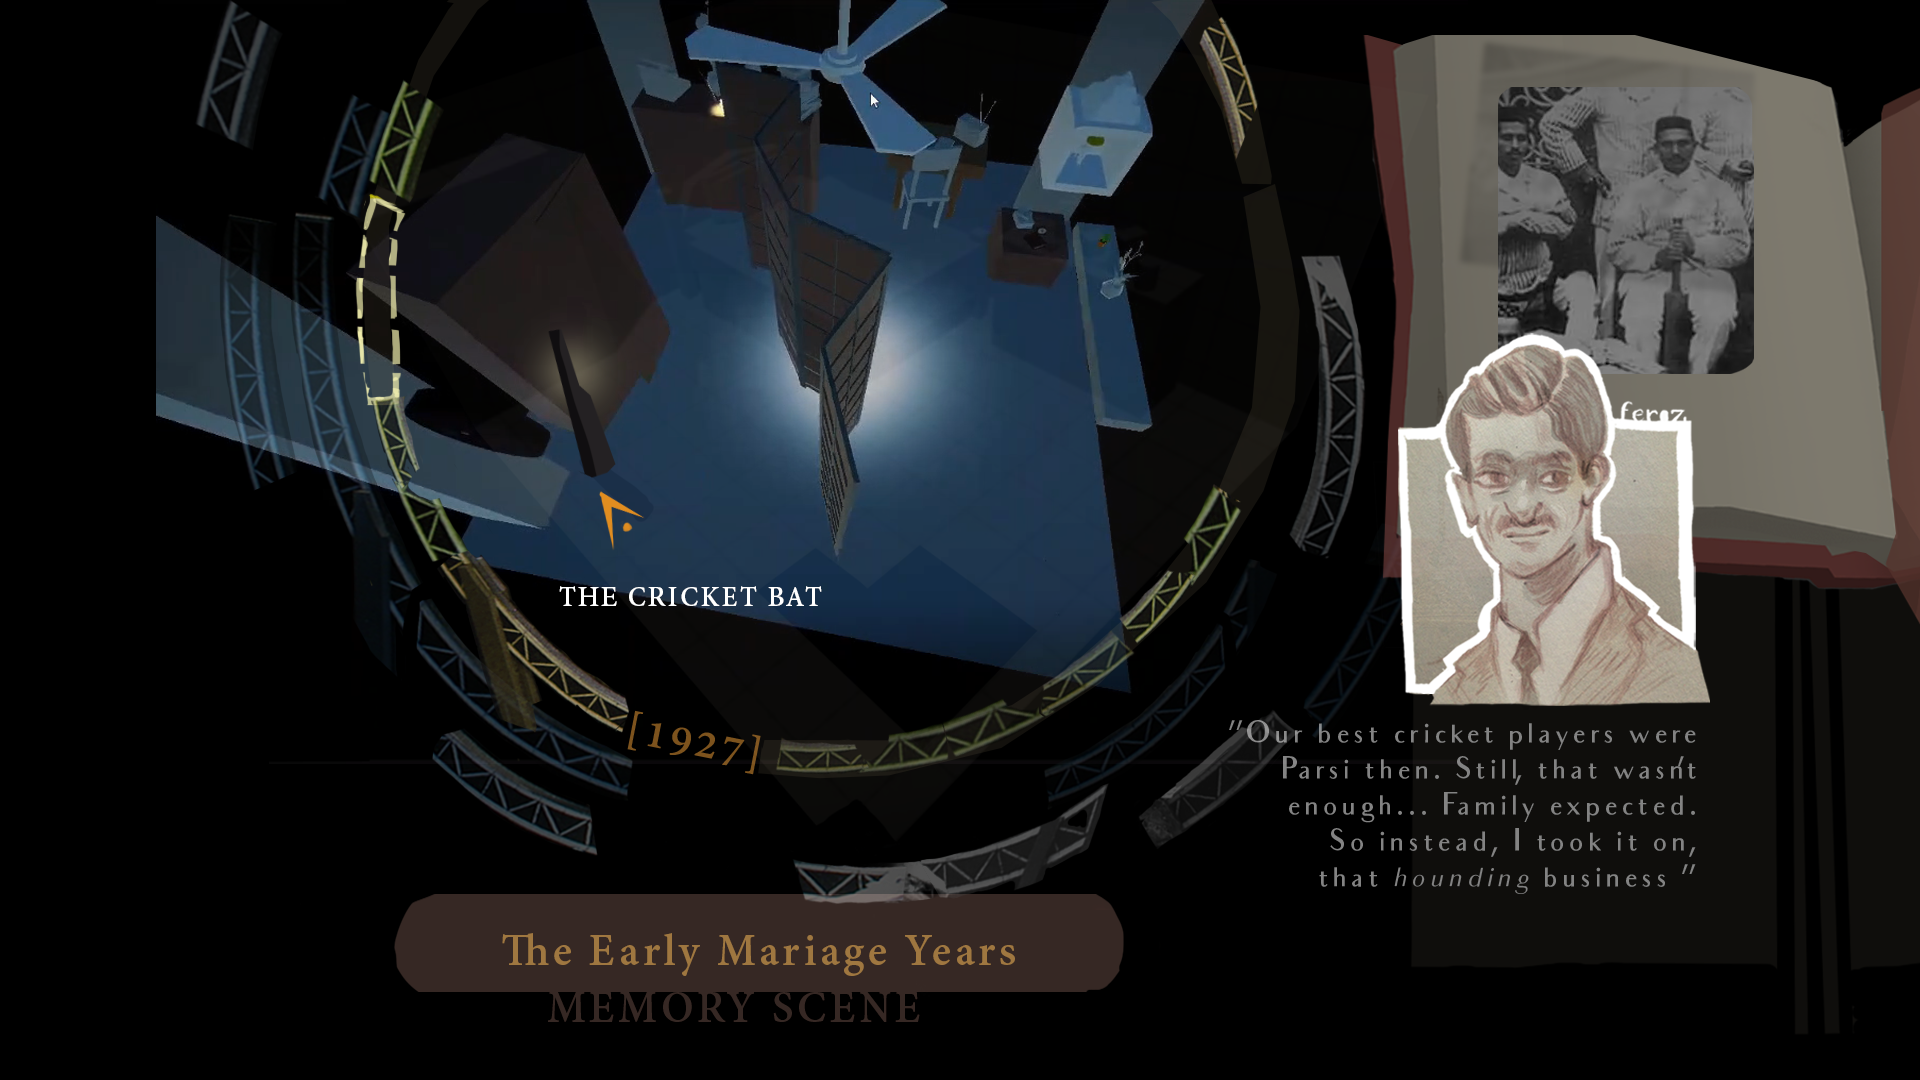 feroz
THE CRICKET BAT
[1927]
"Our best cricket players were
Parsi then. Still, that wasn't
enough... Family expected.
So instead, I took it on,
that hounding business "
The Early Mariage Years
MEMORY SCENE